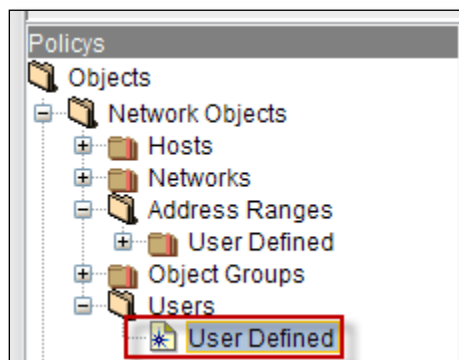 Policys
Objects
Network Objects
Hosts
Networks
Address Ranges
User Defined
Object Groups
Users
User Defined